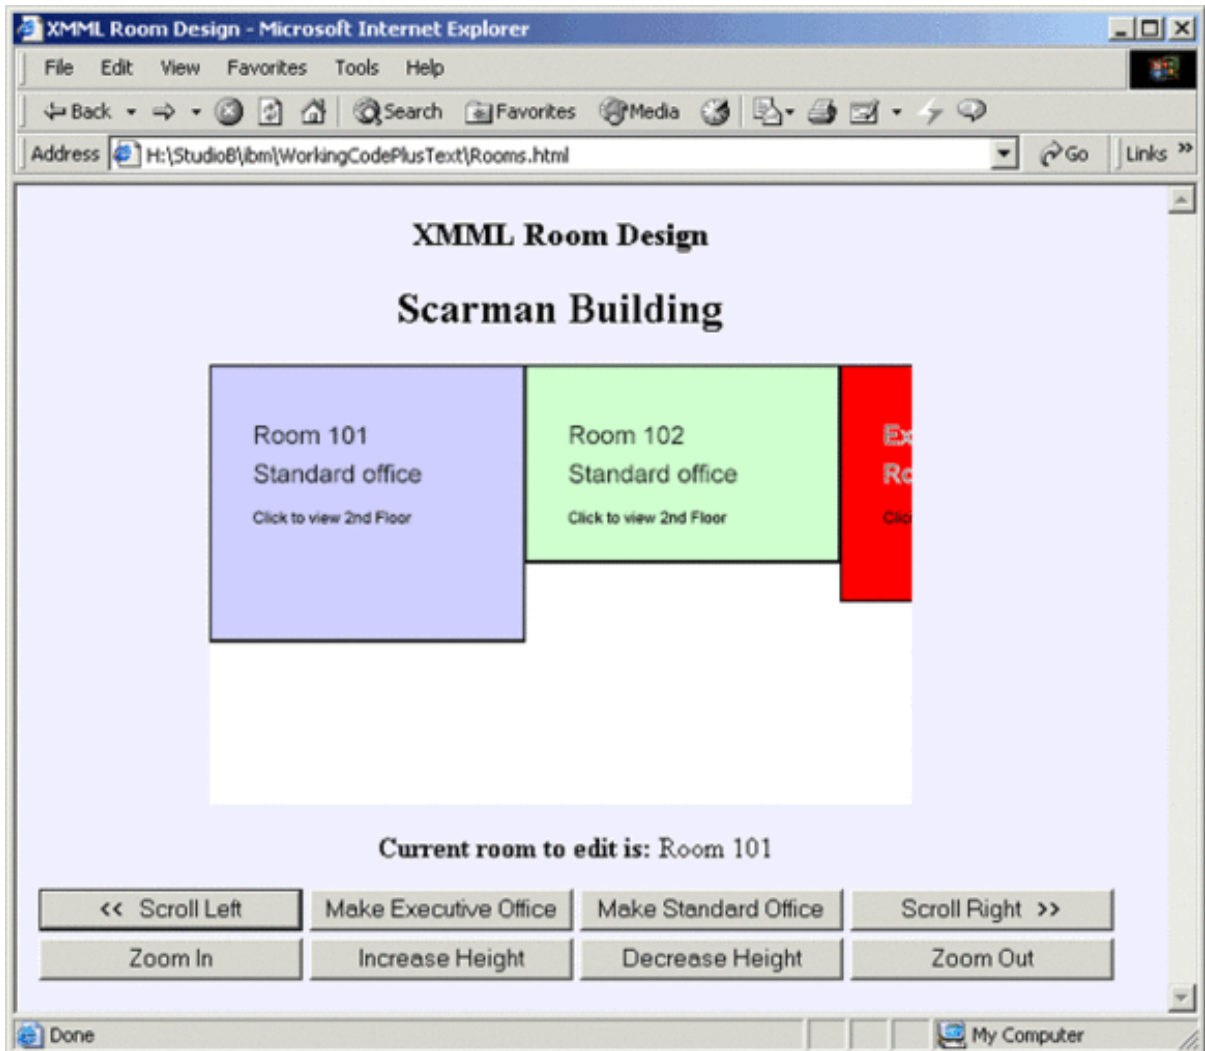 XMML Room Design - Microsoft Internet Explorer
File Edit View Favorites Tools Help
Back Search Favorites Media
Address H:\StudioB\ibm\WorkingCodePlusText\Rooms.html Go Links »
XMML Room Design
Scarman Building
Room 101 Room 102 Ex
Standard office Standard office Ro
Click to view 2nd Floor Click to view 2nd Floor Clic
Current room to edit is: Room 101
<< Scroll Left Make Executive Office Make Standard Office Scroll Right >>
Zoom In Increase Height Decrease Height Zoom Out
Done My Computer